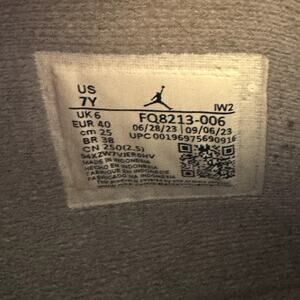 US
7Y
IW2
UK 6
EUR 40
cm 25
BR 38
CN 250(2.5)
FQ8213-006
06/28/23 09/06/23
UPC 00196975690916
MADE IN INDONESIA
HECHO EN INDONESIA
FABRIQUÉ EN INDONESIE